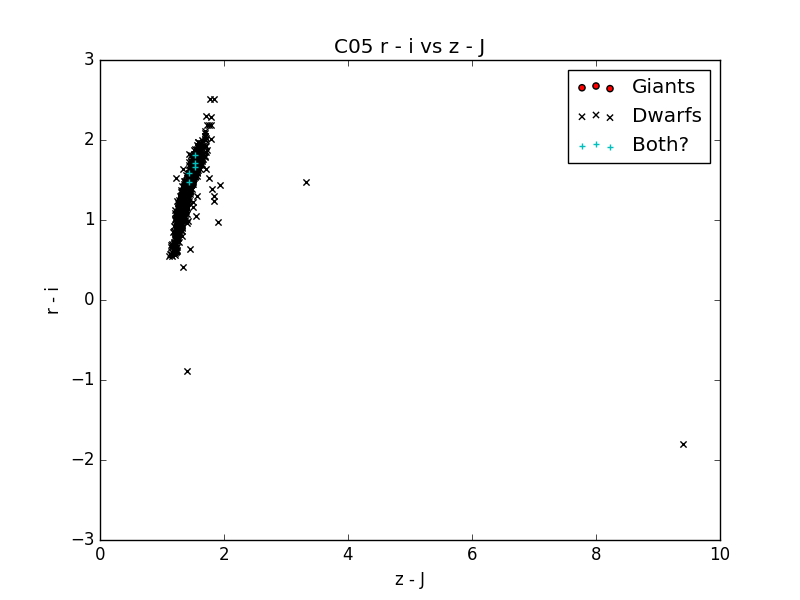 C05 r - i vs z - J
3
2
1
0
−1
−2
−3
r - i
Giants
Dwarfs
Both?
0 2 4 6 8 10
z - J